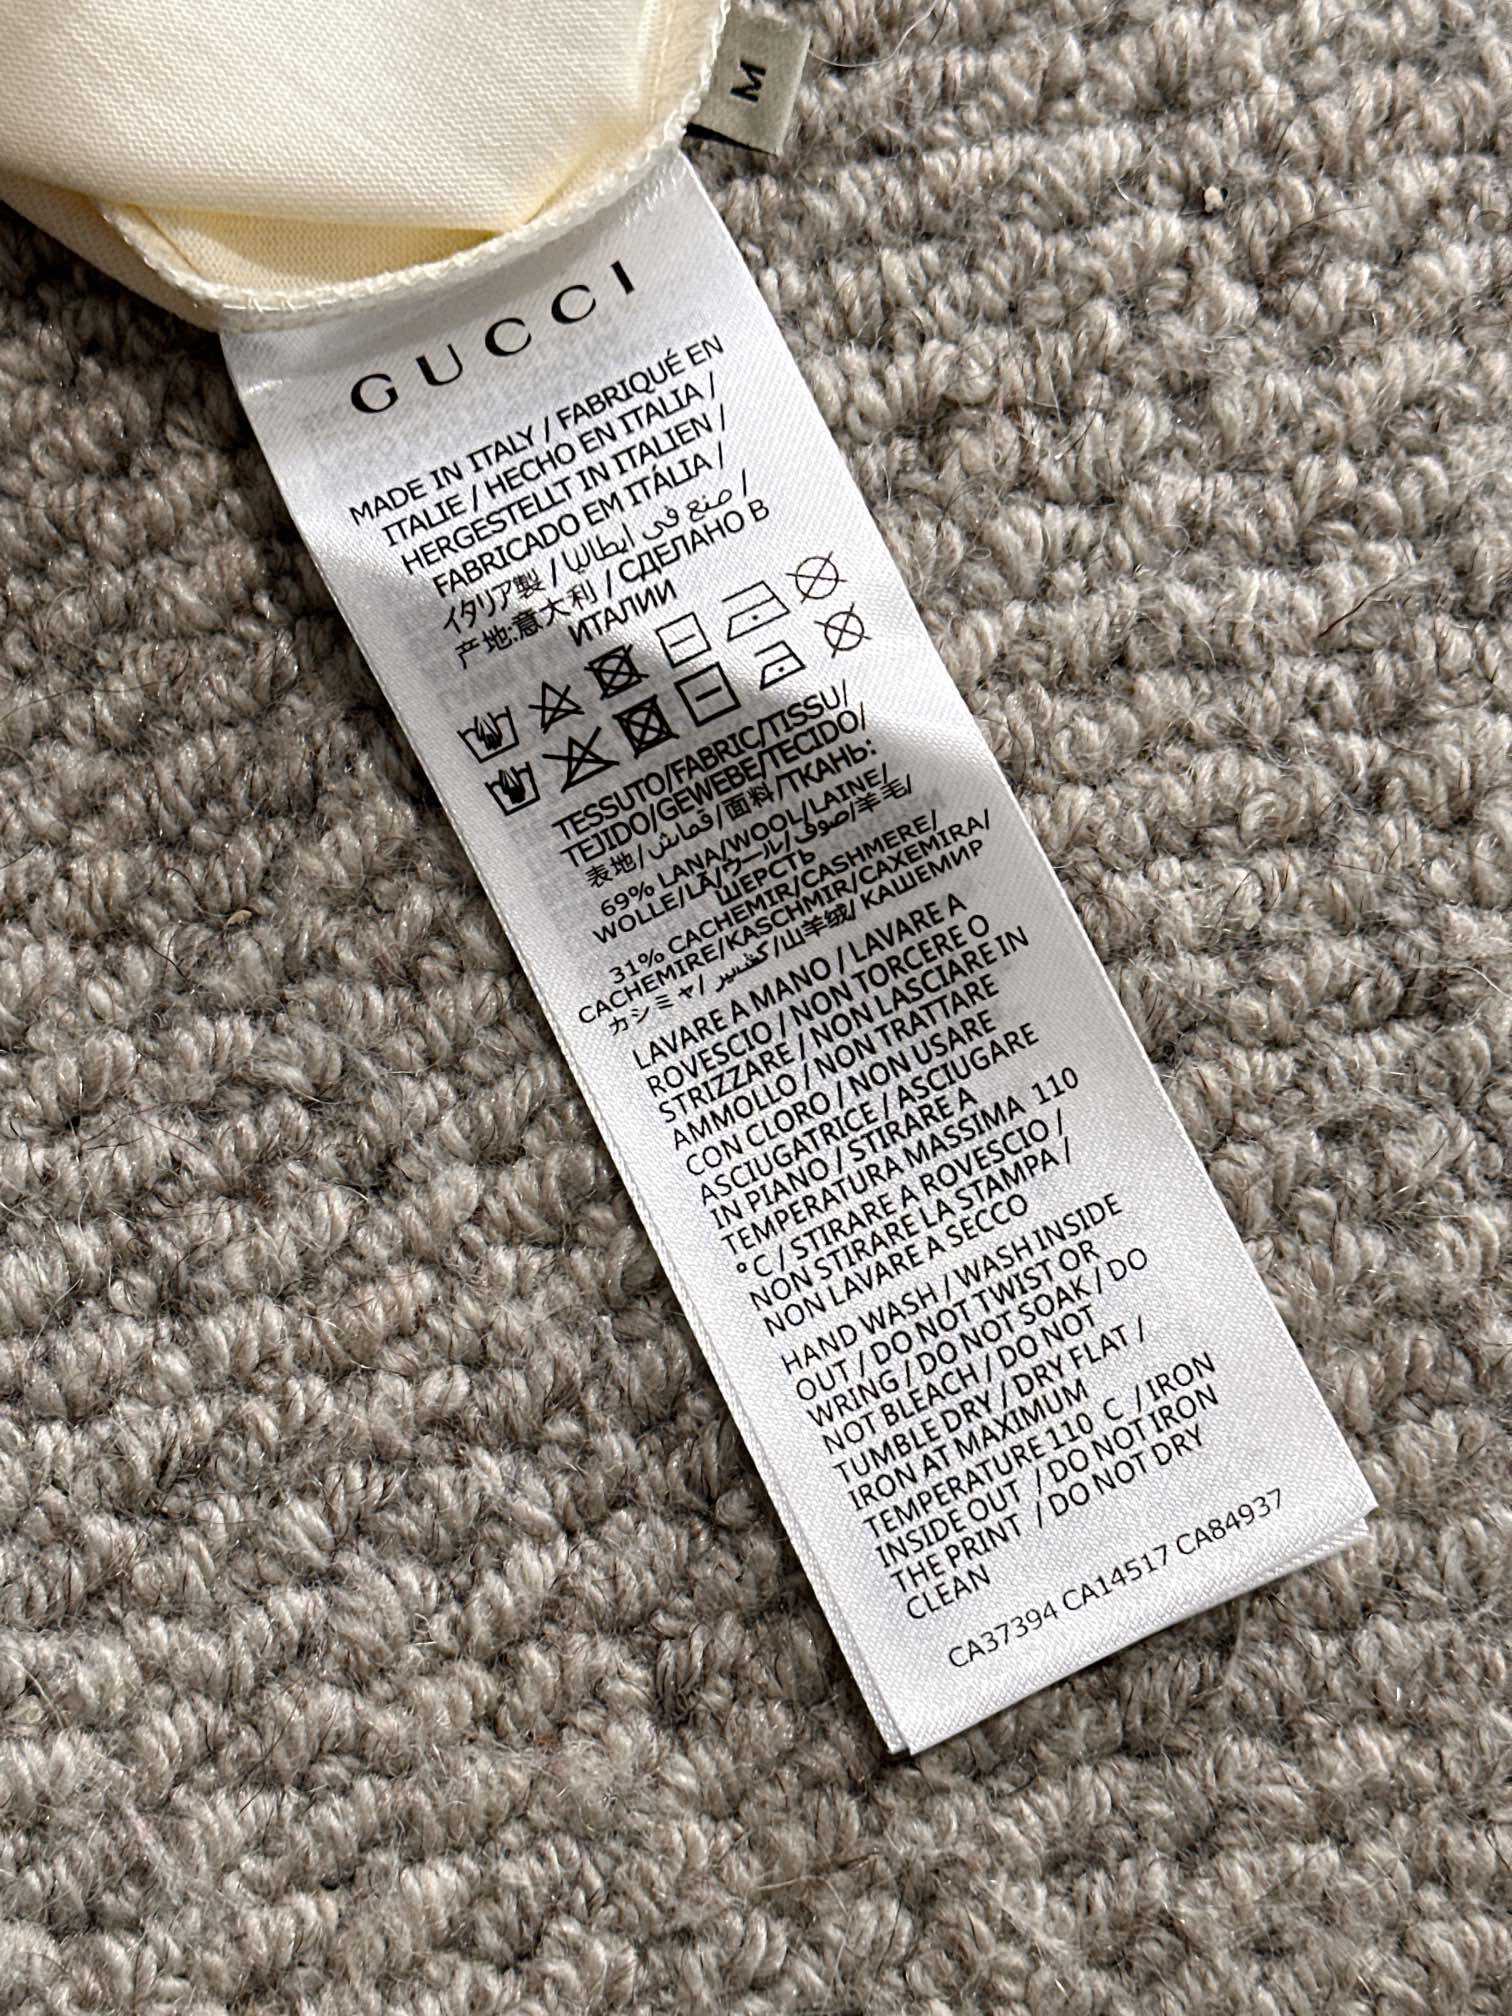 M
GUCCI
MADE IN ITALY / FABRIQUÉ EN
ITALIE / HECHO EN ITALIA /
HERGESTELLT IN ITALIEN /
FABRICADO EM ITÁLIA /
イタリア製 / صنع في ايطاليا /
产地:意大利 / СДЕЛАНО В
ИТАЛИИ
TESSUTO/FABRIC/TISSU/
TEJIDO/GEWEBE/TECIDO/
表地/قماش/面料/ТКАНЬ:
69% LANA/WOOL/LAINE/
WOLLE/LÃ/ウール/صوف/羊毛/
ШЕРСТЬ
31% CACHEMIR/CASHMERE/
CACHEMIRE/KASCHMIR/CAXEMIRA/
カシミヤ/كشمير/山羊绒/ КАШЕМИР
LAVARE A MANO / LAVARE A
ROVESCIO / NON TORCERE O
STRIZZARE / NON LASCIARE IN
AMMOLLO / NON TRATTARE
CON CLORO / NON USARE
ASCIUGATRICE / ASCIUGARE
IN PIANO / STIRARE A
TEMPERATURA MASSIMA 110
°C / STIRARE A ROVESCIO /
NON STIRARE LA STAMPA /
NON LAVARE A SECCO
HAND WASH / WASH INSIDE
OUT / DO NOT TWIST OR
WRING / DO NOT SOAK / DO
NOT BLEACH / DO NOT
TUMBLE DRY / DRY FLAT /
IRON AT MAXIMUM
TEMPERATURE 110 C / IRON
INSIDE OUT / DO NOT IRON
THE PRINT / DO NOT DRY
CLEAN
CA37394 CA14517 CA84937